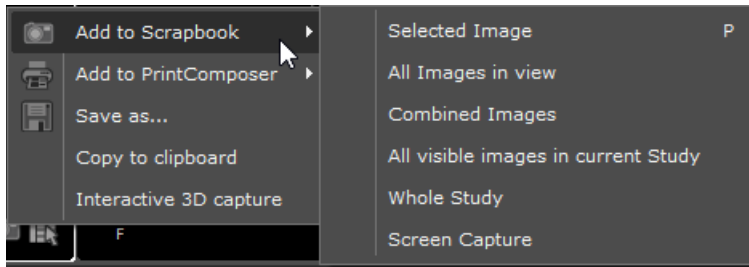 Add to Scrapbook
Add to PrintComposer
Save as...
Copy to clipboard
Interactive 3D capture
F
Selected Image P
All Images in view
Combined Images
All visible images in current Study
Whole Study
Screen Capture